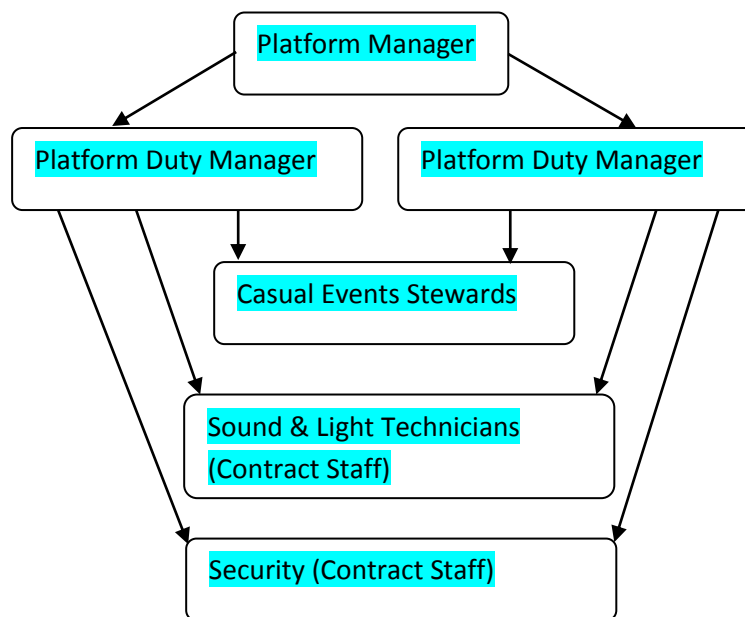 Platform Manager
Platform Duty Manager
Platform Duty Manager
Casual Events Stewards
Sound & Light Technicians
(Contract Staff)
Security (Contract Staff)